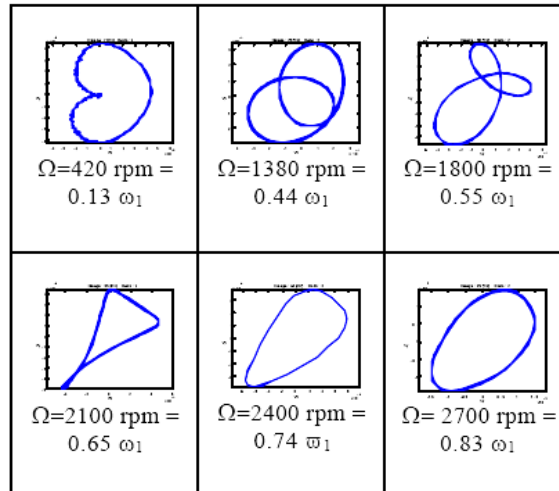 Ω=420 rpm =
0.13 ω₁
Ω=1380 rpm =
0.44 ω₁
Ω=1800 rpm =
0.55 ω₁
Ω=2100 rpm =
0.65 ω₁
Ω=2400 rpm =
0.74 ϖ₁
Ω= 2700 rpm =
0.83 ω₁